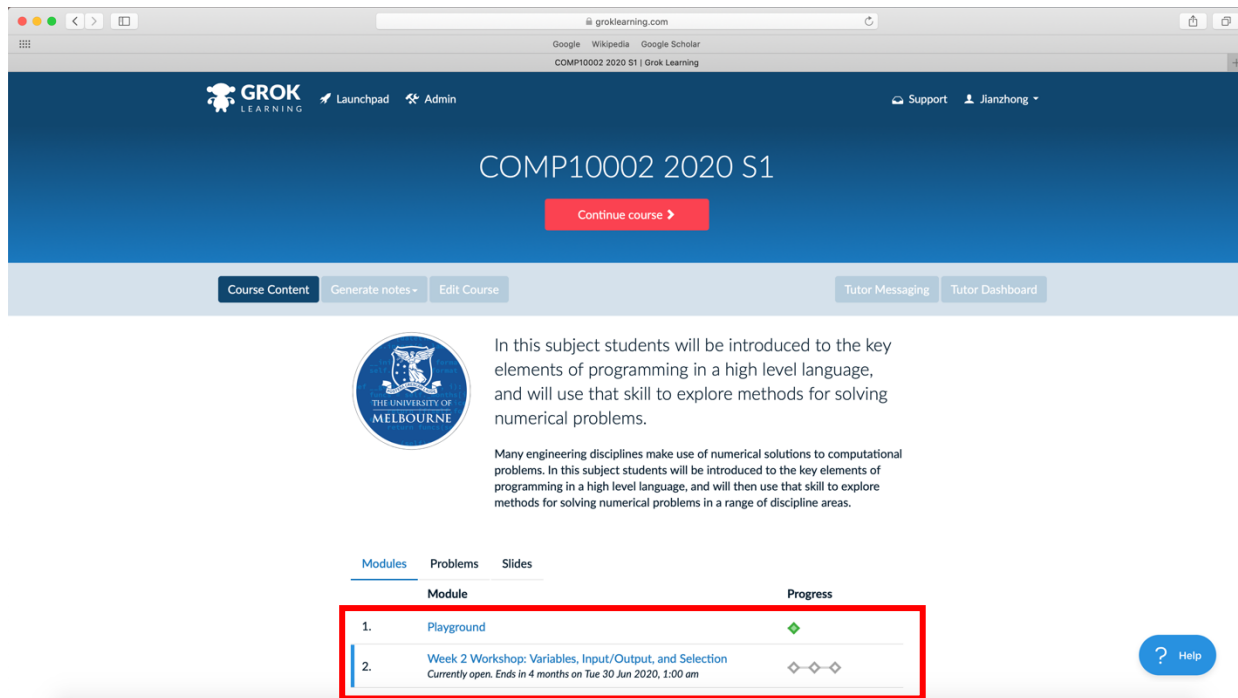 groklearning.com
Google Wikipedia Google Scholar
COMP10002 2020 S1 | Grok Learning
GROK
LEARNING
Launchpad Admin Support Jianzhong
COMP10002 2020 S1
Continue course
Course Content Generate notes Edit Course Tutor Messaging Tutor Dashboard
THE UNIVERSITY OF
MELBOURNE
In this subject students will be introduced to the key
elements of programming in a high level language,
and will use that skill to explore methods for solving
numerical problems.
Many engineering disciplines make use of numerical solutions to computational
problems. In this subject students will be introduced to the key elements of
programming in a high level language, and will then use that skill to explore
methods for solving numerical problems in a range of discipline areas.
Modules Problems Slides
Module Progress
1. Playground
2. Week 2 Workshop: Variables, Input/Output, and Selection
Currently open. Ends in 4 months on Tue 30 Jun 2020, 1:00 am
? Help